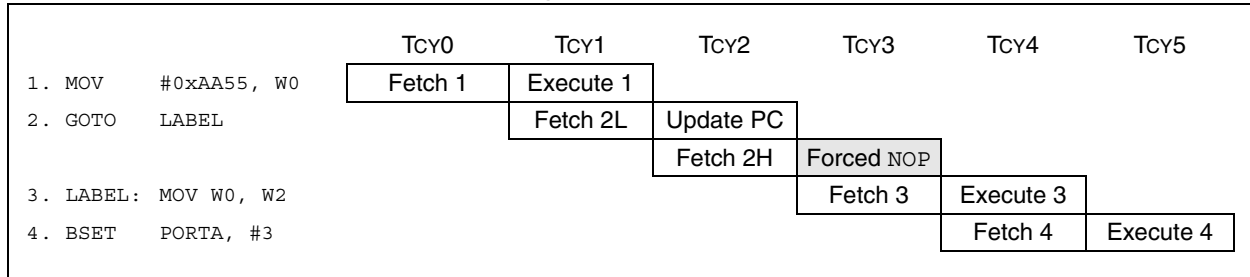 TCY0 TCY1 TCY2 TCY3 TCY4 TCY5
1. MOV #0xAA55, W0 Fetch 1 Execute 1
2. GOTO LABEL Fetch 2L Update PC
Fetch 2H Forced NOP
3. LABEL: MOV W0, W2 Fetch 3 Execute 3
4. BSET PORTA, #3 Fetch 4 Execute 4